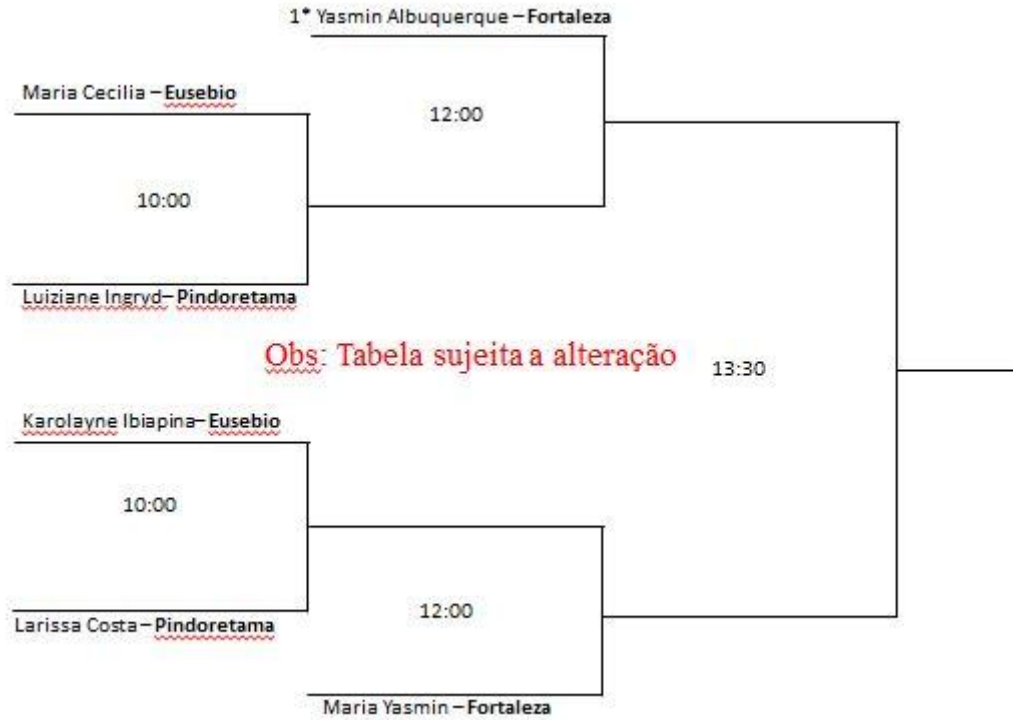 1* Yasmin Albuquerque – Fortaleza
Maria Cecilia – Eusebio
12:00
10:00
Luiziane Ingryd– Pindoretama
Obs: Tabela sujeita a alteração
13:30
Karolayne Ibiapina– Eusebio
10:00
12:00
Larissa Costa – Pindoretama
Maria Yasmin – Fortaleza